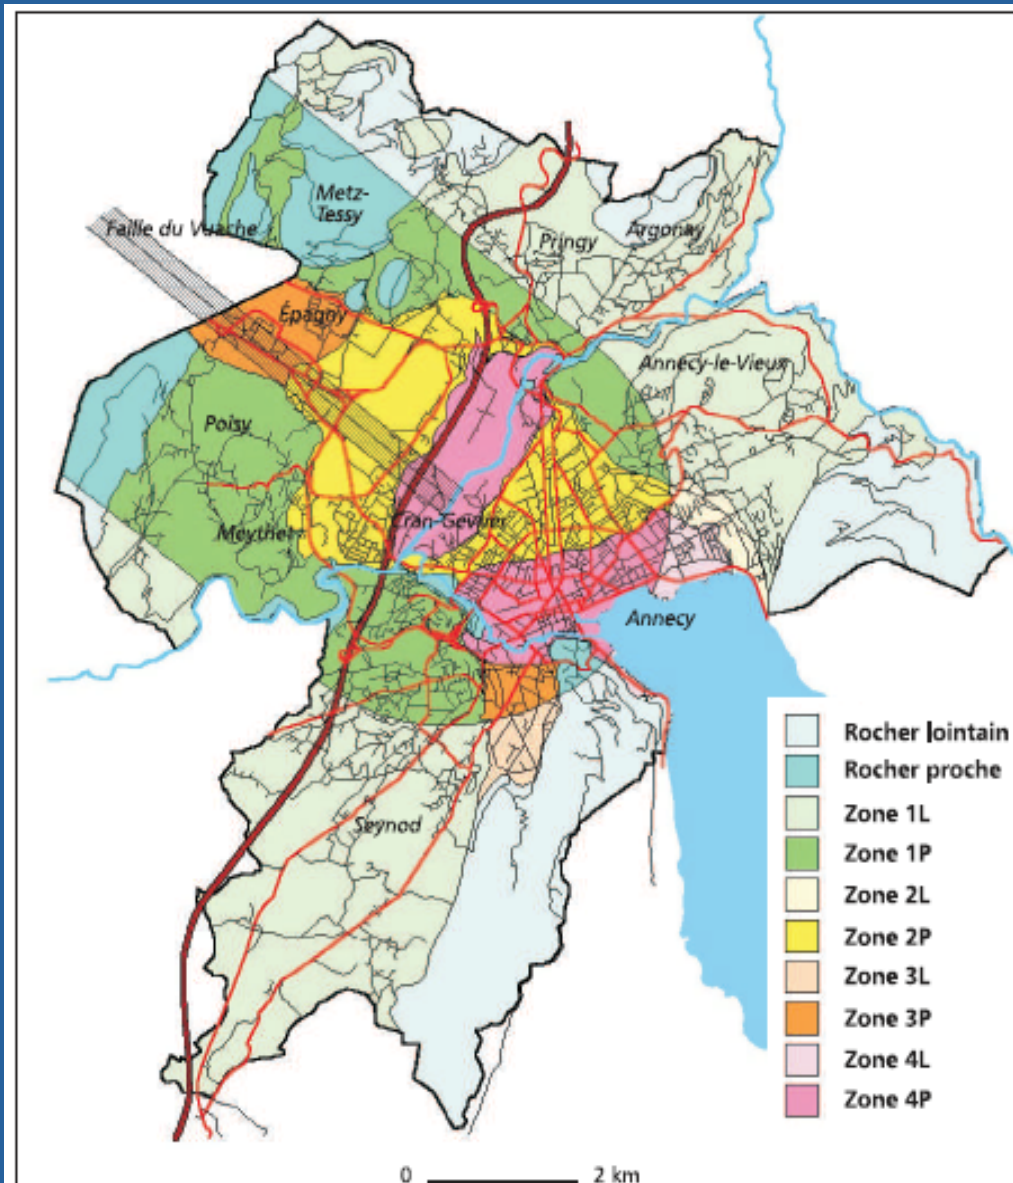 Metz-
Tessy
Faille du Vuache
Pringy
Argonay
Épagny
Annecy-le-Vieux
Poisy
Meythet
Cran-Gevrier
Annecy
Seynod
Rocher lointain
Rocher proche
Zone 1L
Zone 1P
Zone 2L
Zone 2P
Zone 3L
Zone 3P
Zone 4L
Zone 4P
0 2 km